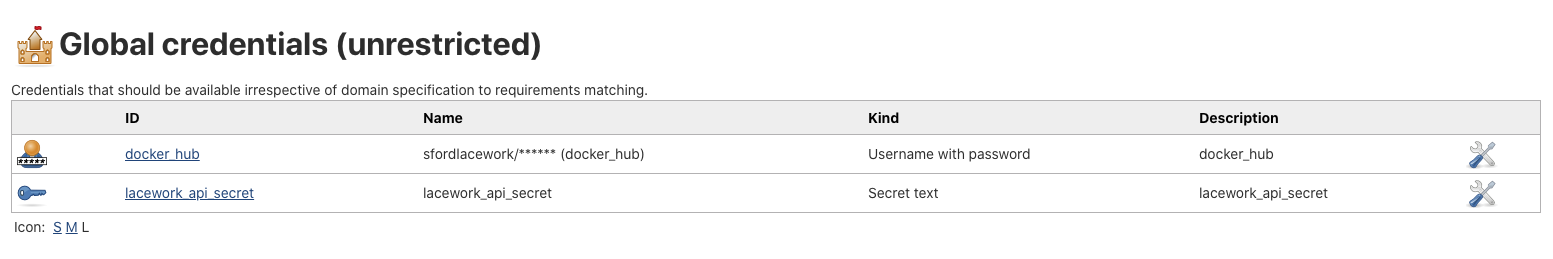 Global credentials (unrestricted)
Credentials that should be available irrespective of domain specification to requirements matching.
ID Name Kind Description
***** docker_hub sfordlacework/****** (docker_hub) Username with password docker_hub
lacework_api_secret lacework_api_secret Secret text lacework_api_secret
Icon: S M L